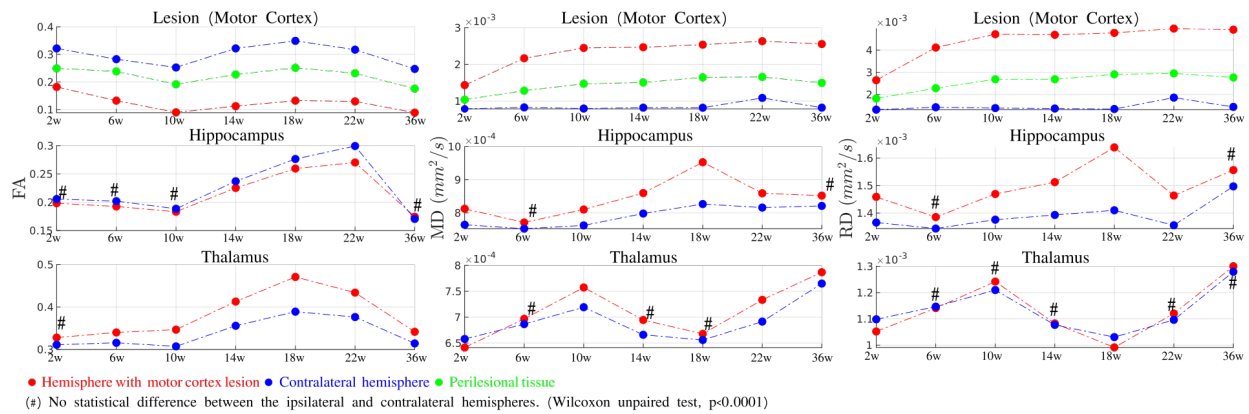 Lesion (Motor Cortex)
0.4
0.3
0.2
0.1
2w 6w 10w 14w 18w 22w 36w
Hippocampus
0.3
0.25
0.2
0.15
# # # #
2w 6w 10w 14w 18w 22w 36w
FA
Thalamus
0.5
0.4
0.3
#
2w 6w 10w 14w 18w 22w 36w
Lesion (Motor Cortex)
×10⁻³
3
2
1
2w 6w 10w 14w 18w 22w 36w
Hippocampus
×10⁻⁴
10
9
8
# #
2w 6w 10w 14w 18w 22w 36w
MD (mm²/s)
Thalamus
×10⁻⁴
8
7.5
7
6.5
# # #
2w 6w 10w 14w 18w 22w 36w
Lesion (Motor Cortex)
×10⁻³
4
3
2
2w 6w 10w 14w 18w 22w 36w
Hippocampus
×10⁻³
1.6
1.5
1.4
# #
2w 6w 10w 14w 18w 22w 36w
RD (mm²/s)
Thalamus
×10⁻³
1.3
1.2
1.1
1
# # # # #
2w 6w 10w 14w 18w 22w 36w
Hemisphere with motor cortex lesion Contralateral hemisphere Perilesional tissue
(#) No statistical difference between the ipsilateral and contralateral hemispheres. (Wilcoxon unpaired test, p<0.0001)